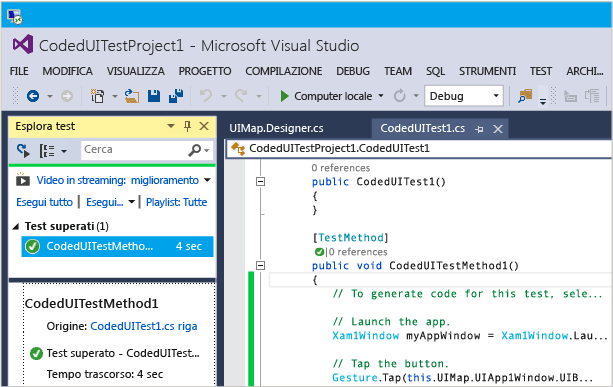 CodedUITestProject1 - Microsoft Visual Studio
FILE MODIFICA VISUALIZZA PROGETTO COMPILAZIONE DEBUG TEAM SQL STRUMENTI TEST ARCHI...
Computer locale Debug
Esplora test
Cerca
Video in streaming: miglioramento
Esegui tutto | Esegui... | Playlist: Tutte
Test superati (1)
CodedUITestMetho... 4 sec
CodedUITestMethod1
Origine: CodedUITest1.cs riga
Test superato - CodedUITest...
Tempo trascorso: 4 sec
UIMap.Designer.cs CodedUITest1.cs
CodedUITestProject1.CodedUITest1
0 references
public CodedUITest1()
{
}
[TestMethod]
|0 references
public void CodedUITestMethod1()
{
// To generate code for this test, sele...
// Launch the app.
Xam1Window myAppWindow = Xam1Window.Lau...
// Tap the button.
Gesture.Tap(this.UIMap.UIApp1Window.UIB...